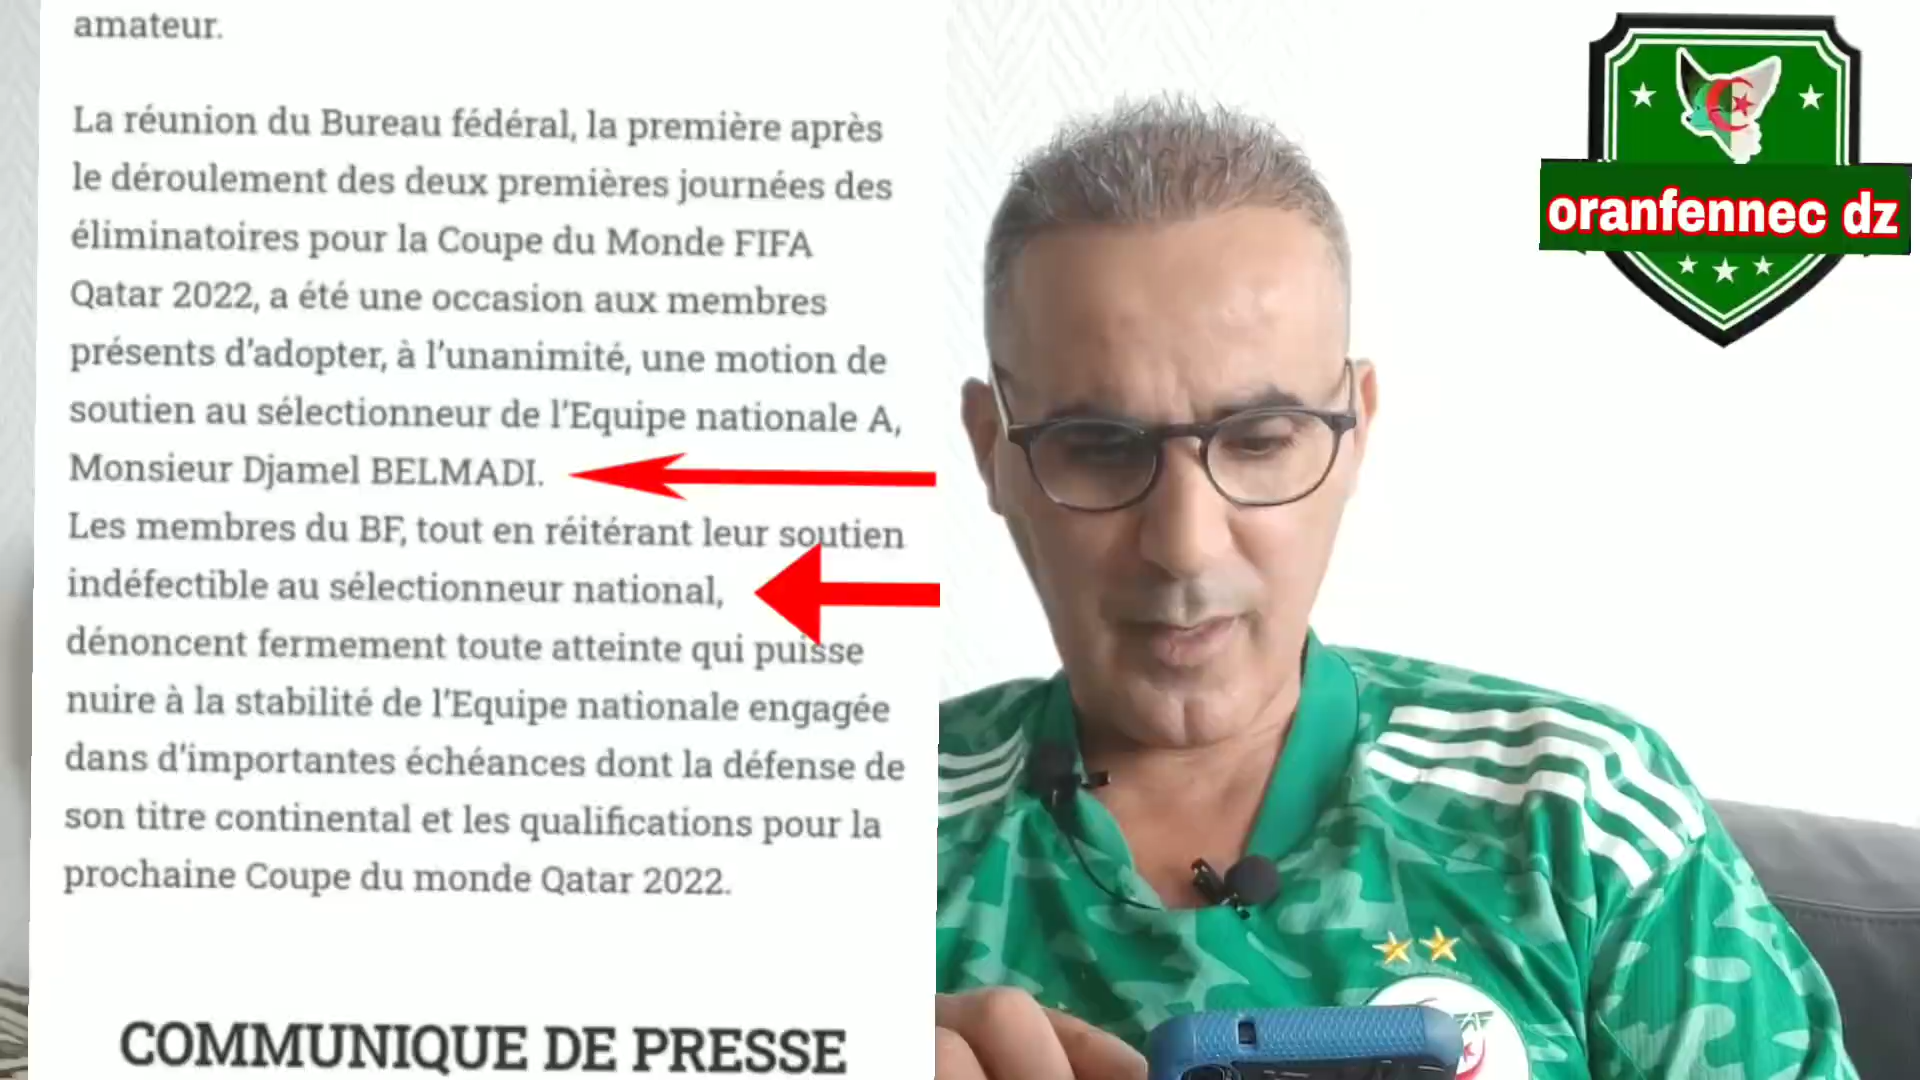 amateur.
La réunion du Bureau fédéral, la première après
le déroulement des deux premières journées des
éliminatoires pour la Coupe du Monde FIFA
Qatar 2022, a été une occasion aux membres
présents d’adopter, à l’unanimité, une motion de
soutien au sélectionneur de l’Equipe nationale A,
Monsieur Djamel BELMADI.
Les membres du BF, tout en réitérant leur soutien
indéfectible au sélectionneur national,
dénoncent fermement toute atteinte qui puisse
nuire à la stabilité de l’Equipe nationale engagée
dans d’importantes échéances dont la défense de
son titre continental et les qualifications pour la
prochaine Coupe du monde Qatar 2022.
COMMUNIQUE DE PRESSE
oranfennec dz